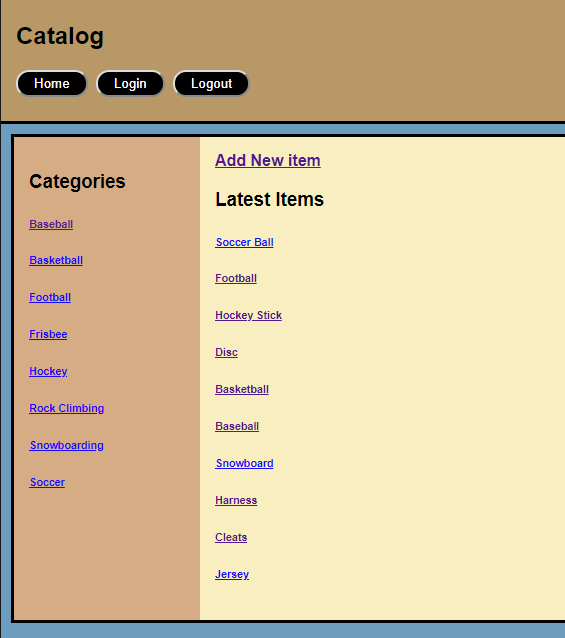 Catalog
Home Login Logout
Categories
Baseball
Basketball
Football
Frisbee
Hockey
Rock Climbing
Snowboarding
Soccer
Add New item
Latest Items
Soccer Ball
Football
Hockey Stick
Disc
Basketball
Baseball
Snowboard
Harness
Cleats
Jersey